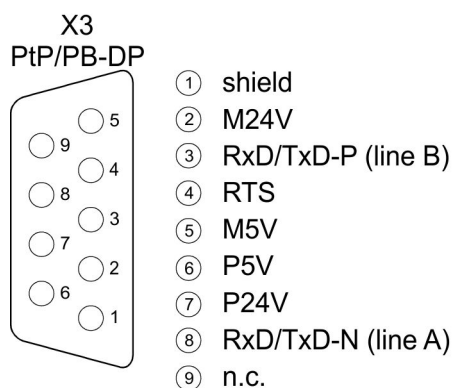 X3
PtP/PB-DP
5
9
4
8
3
7
2
6
1
① shield
② M24V
③ RxD/TxD-P (line B)
④ RTS
⑤ M5V
⑥ P5V
⑦ P24V
⑧ RxD/TxD-N (line A)
⑨ n.c.